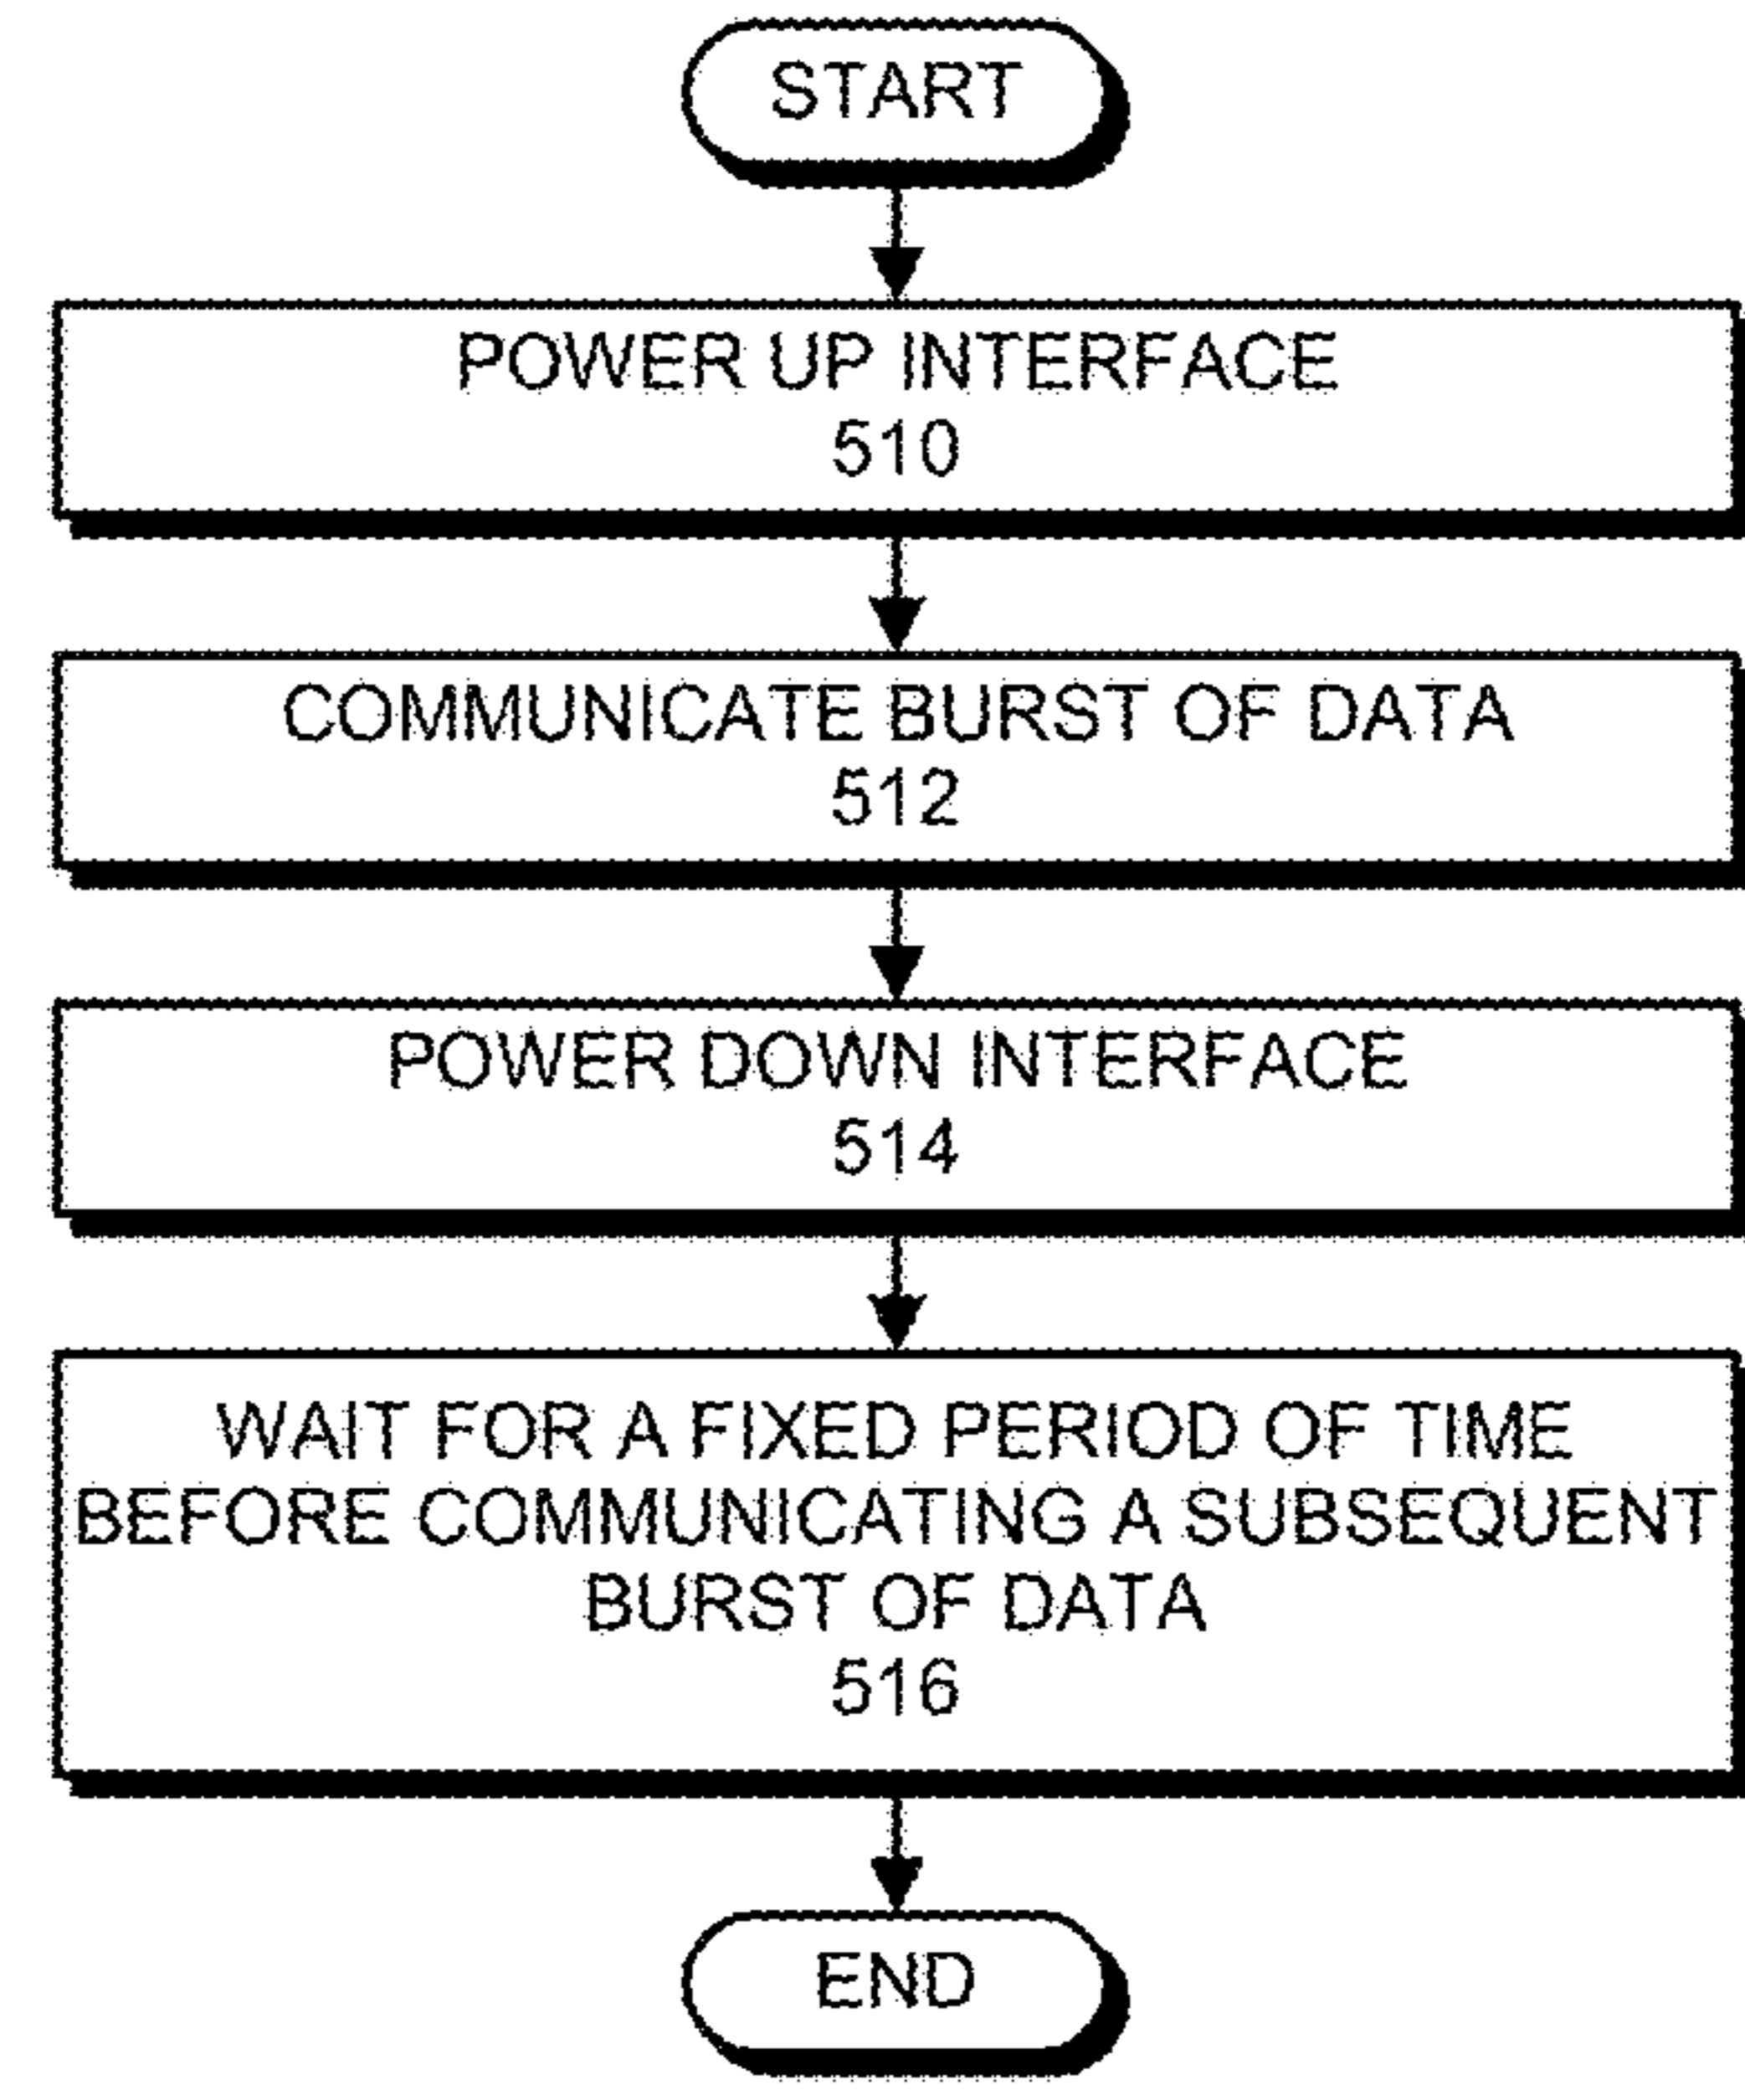 START
POWER UP INTERFACE
510
COMMUNICATE BURST OF DATA
512
POWER DOWN INTERFACE
514
WAIT FOR A FIXED PERIOD OF TIME
BEFORE COMMUNICATING A SUBSEQUENT
BURST OF DATA
516
END